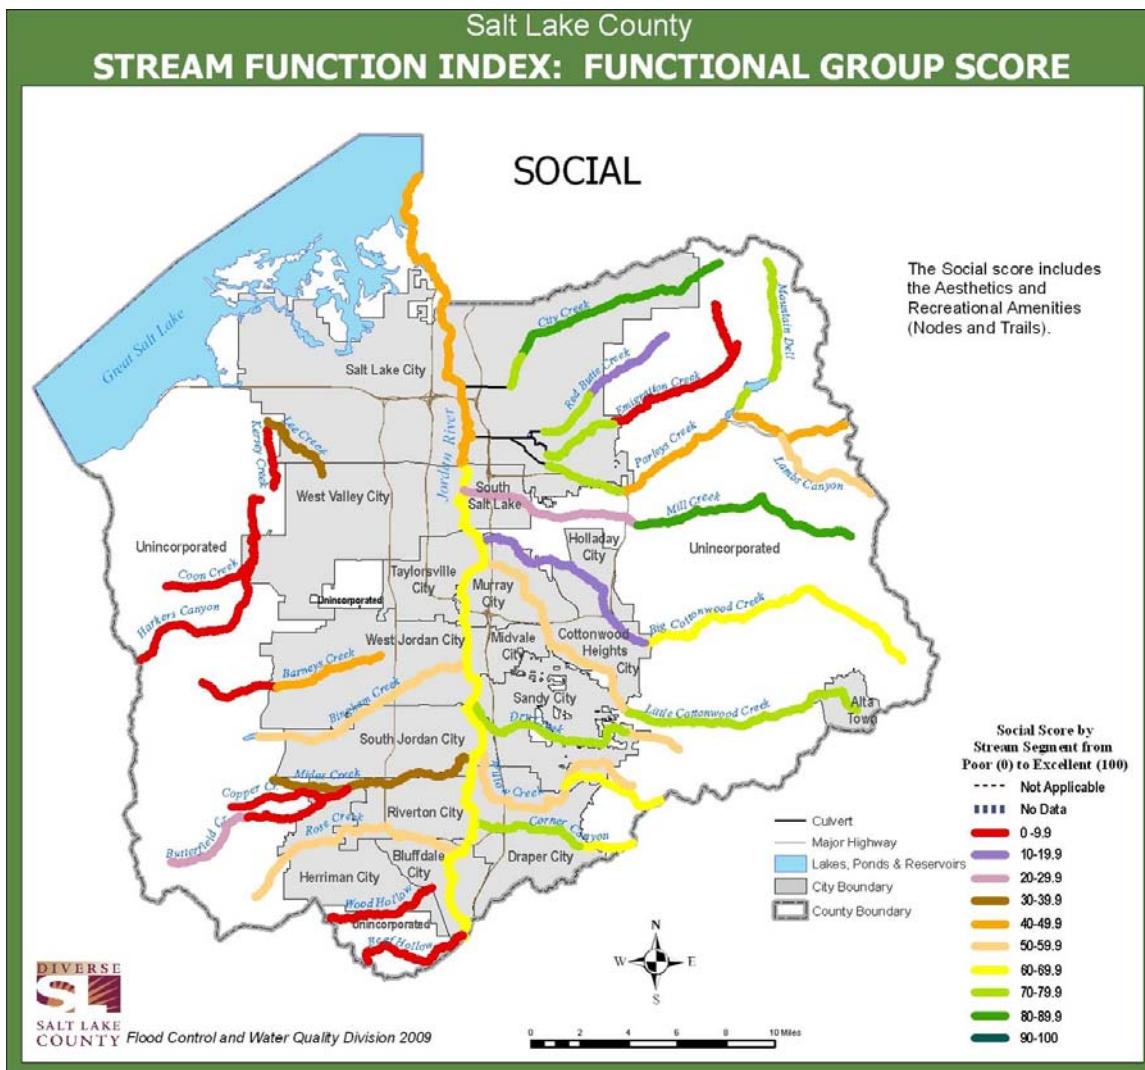 Salt Lake County
STREAM FUNCTION INDEX: FUNCTIONAL GROUP SCORE
SOCIAL
The Social score includes
the Aesthetics and
Recreational Amenities
(Nodes and Trails).
Great Salt Lake
Salt Lake City
Jordan River
City Creek
Mountain Dell
Red Butte Creek
Emigration Creek
Parleys Creek
Lambs Canyon
Lee Creek
Kersey Creek
West Valley City
South
Salt Lake
Mill Creek
Unincorporated
Holladay
City
Unincorporated
Coon Creek
Harkers Canyon
Taylorsville
City
Unincorporated
Murray
City
Big Cottonwood Creek
West Jordan City
Midvale
City
Cottonwood
Heights
City
Barneys Creek
Bingham Creek
Sandy City
Little Cottonwood Creek
Alta
Town
Dry Creek
South Jordan City
Midas Creek
Willow Creek
Copper Cr.
Butterfield Cr.
Riverton City
Rose Creek
Corner Canyon
Bluffdale
City
Draper City
Herriman City
Wood Hollow
Unincorporated
Beef Hollow
Culvert
Major Highway
Lakes, Ponds & Reservoirs
City Boundary
County Boundary
Social Score by
Stream Segment from
Poor (0) to Excellent (100)
Not Applicable
No Data
0 -9.9
10-19.9
20-29.9
30-39.9
40-49.9
50-59.9
60-69.9
70-79.9
80-89.9
90-100
N
W
E
S
0 2 4 6 8 10 Miles
DIVERSE
SL
SALT LAKE
COUNTY
Flood Control and Water Quality Division 2009